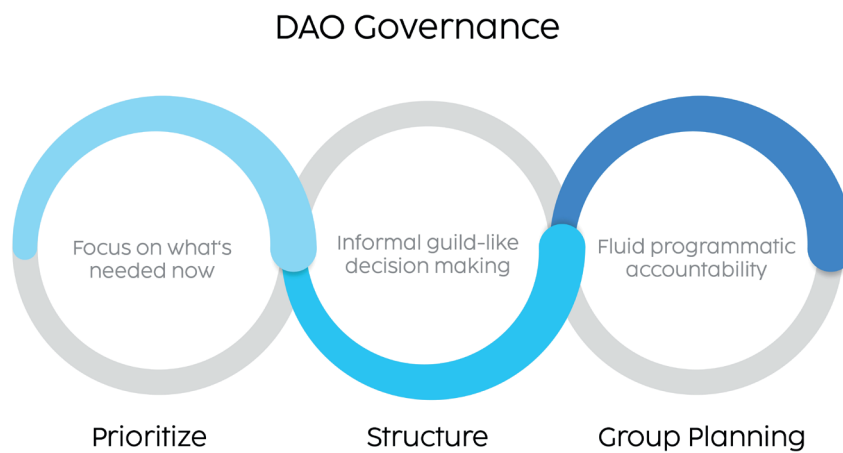 DAO Governance
Focus on what's
needed now
Informal guild-like
decision making
Fluid programmatic
accountability
Prioritize
Structure
Group Planning